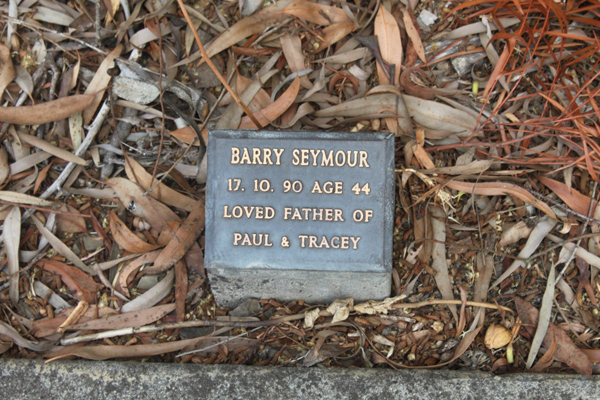 BARRY SEYMOUR
17. 10. 90 AGE 44
LOVED FATHER OF
PAUL & TRACEY